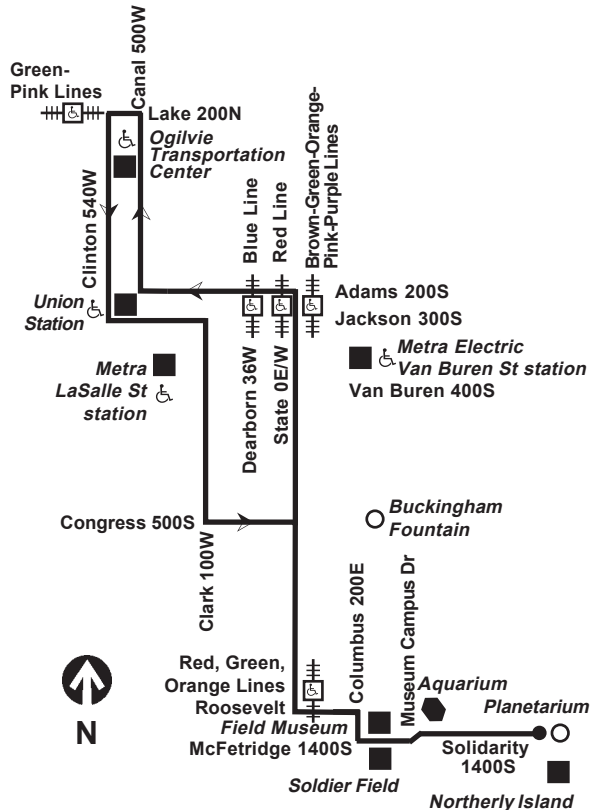 Canal 500W
Green-
Pink Lines
Lake 200N
Ogilvie
Transportation
Center
Clinton 540W
Blue Line
Red Line
Brown-Green-Orange-
Pink-Purple Lines
Union
Station
Adams 200S
Jackson 300S
Metra Electric
Van Buren St station
Van Buren 400S
Metra
LaSalle St
station
Dearborn 36W
State 0E/W
Congress 500S
Buckingham
Fountain
Clark 100W
Columbus 200E
Museum Campus Dr
Red, Green,
Orange Lines
Roosevelt
Field Museum
McFetridge 1400S
Aquarium
Planetarium
Solidarity
1400S
Soldier Field
Northerly Island
N